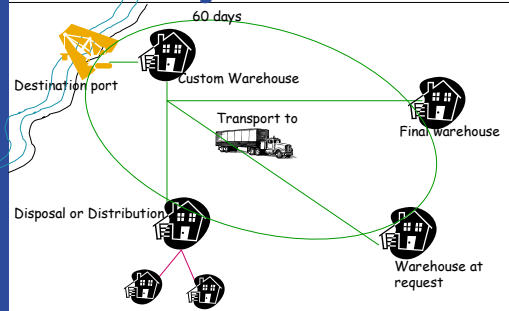 60 days
Destination port
Custom Warehouse
Transport to
Final warehouse
Disposal or Distribution
Warehouse at
request